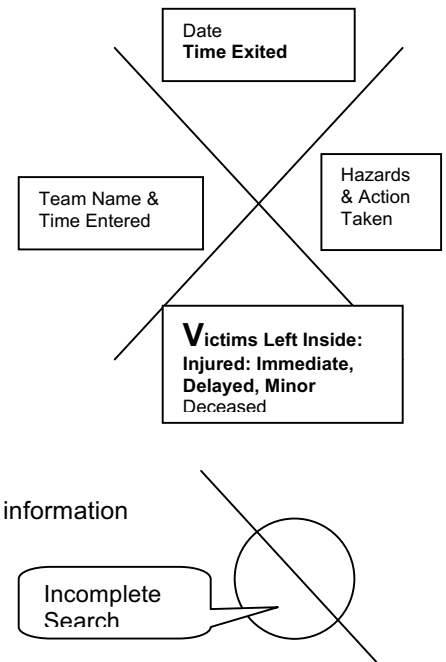 Date
Time Exited
Team Name &
Time Entered
Hazards
& Action
Taken
Victims Left Inside:
Injured: Immediate,
Delayed, Minor
Deceased
information
Incomplete
Search